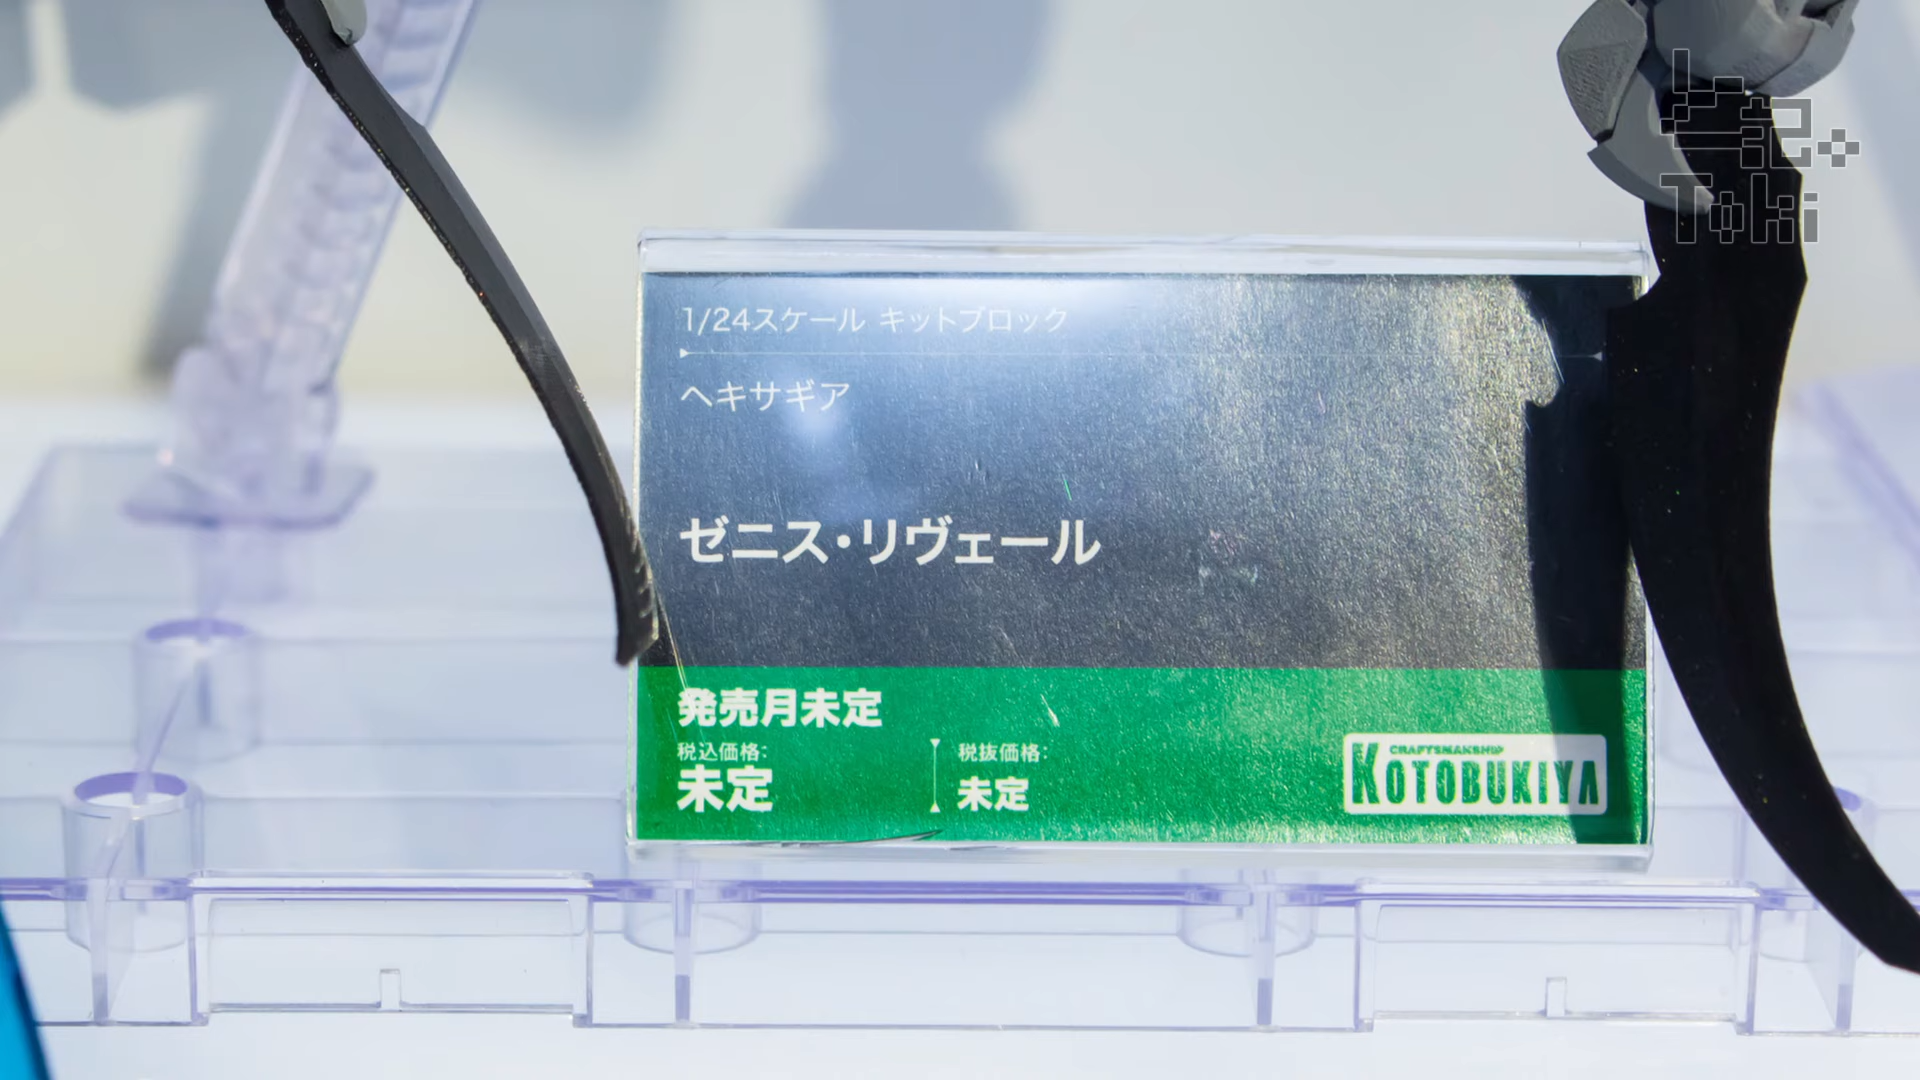 と記+
Toki
1/24スケール キットブロック
ヘキサギア
ゼニス・リヴェール
発売月未定
税込価格:
未定
税抜価格:
未定
CRAFTSMANSHIP
KOTOBUKIYA